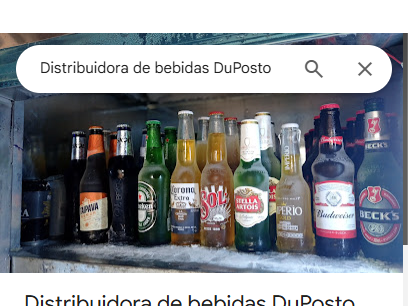 Distribuidora de bebidas DuPosto
Corona
Extra
SOL
STELLA
ARTOIS
Budweiser
BECK'S
Distribuidora de bebidas DuPosto